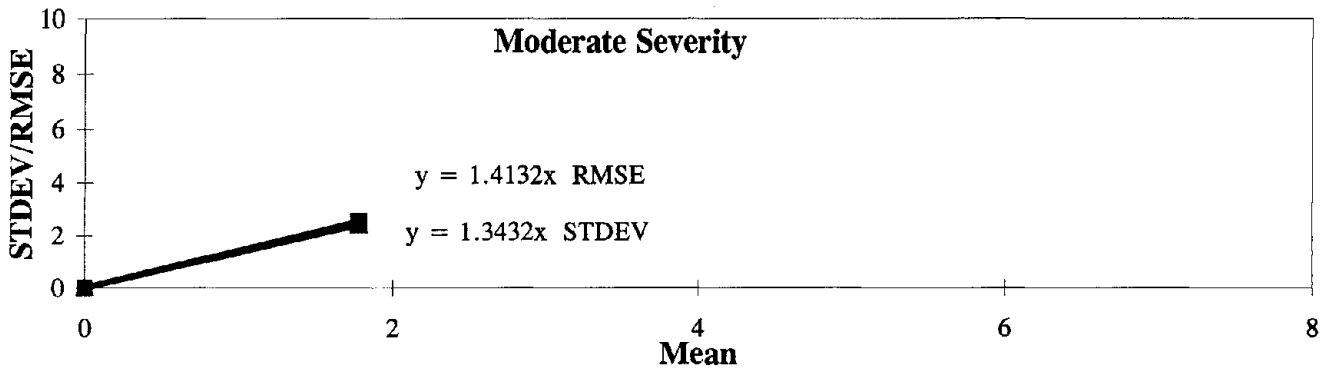 Moderate Severity
STDEV/RMSE
10
8
6
4
2
0
y = 1.4132x RMSE
y = 1.3432x STDEV
0 2 4 6 8
Mean